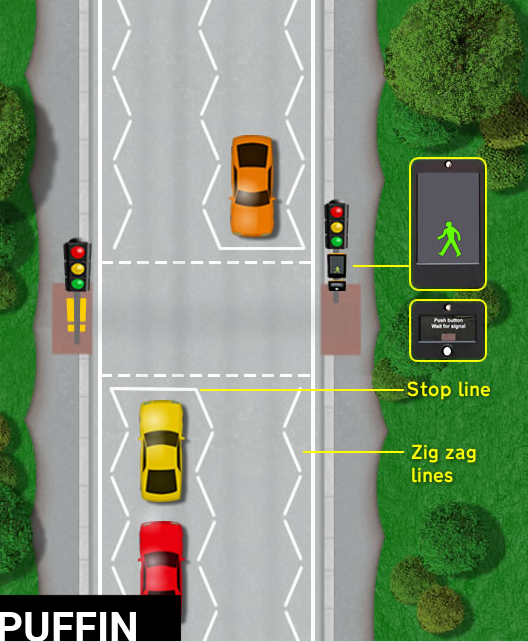 Push button
Wait for signal
Stop line
Zig zag
lines
PUFFIN